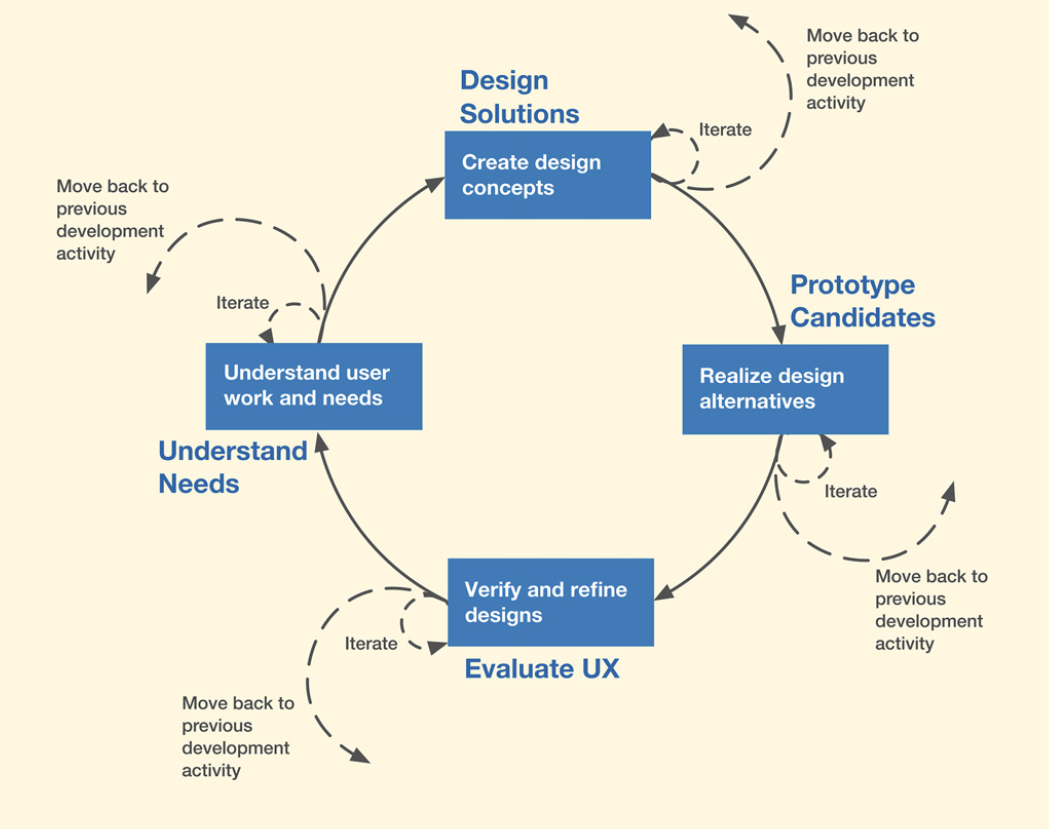 Move back to
previous
development
activity
Design
Solutions
Iterate
Create design
concepts
Move back to
previous
development
activity
Iterate
Prototype
Candidates
Understand user
work and needs
Realize design
alternatives
Understand
Needs
Iterate
Verify and refine
designs
Move back to
previous
development
activity
Iterate
Evaluate UX
Move back to
previous
development
activity